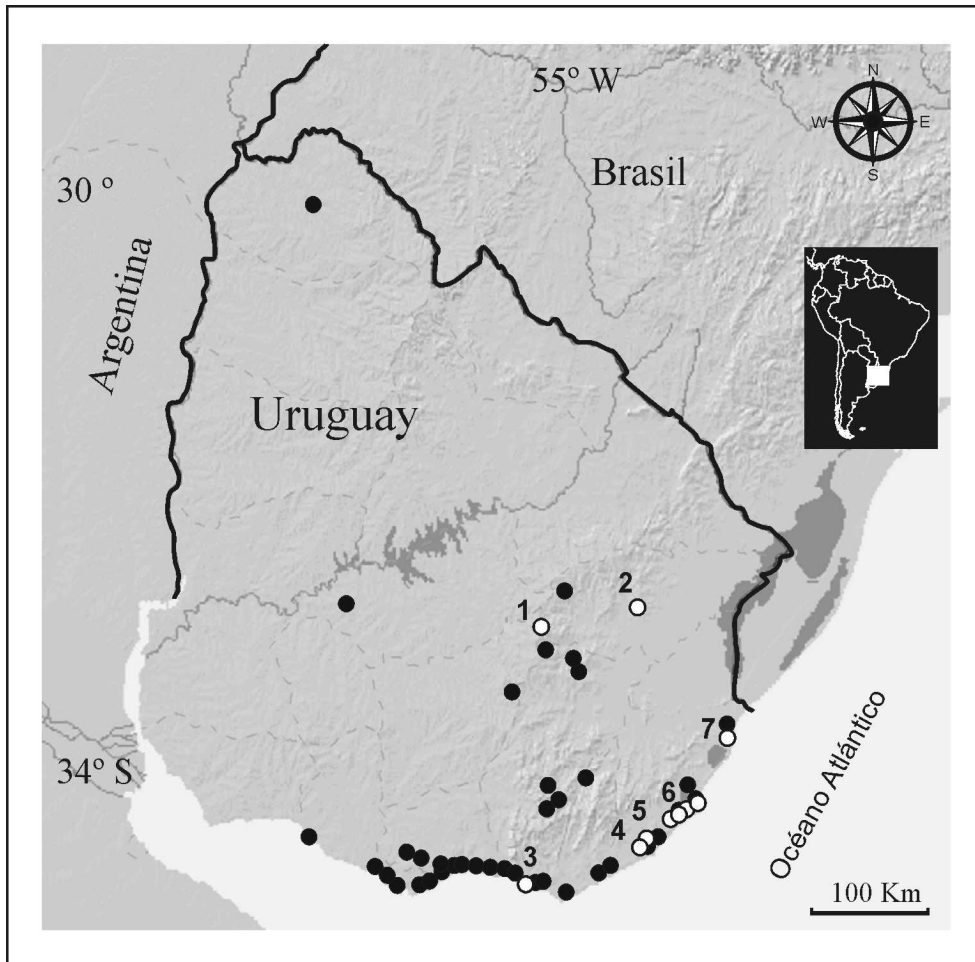 55º W
N
W
E
S
Brasil
30 º
Argentina
Uruguay
1
2
7
34º S
6
5
4
3
Océano Atlántico
100 Km